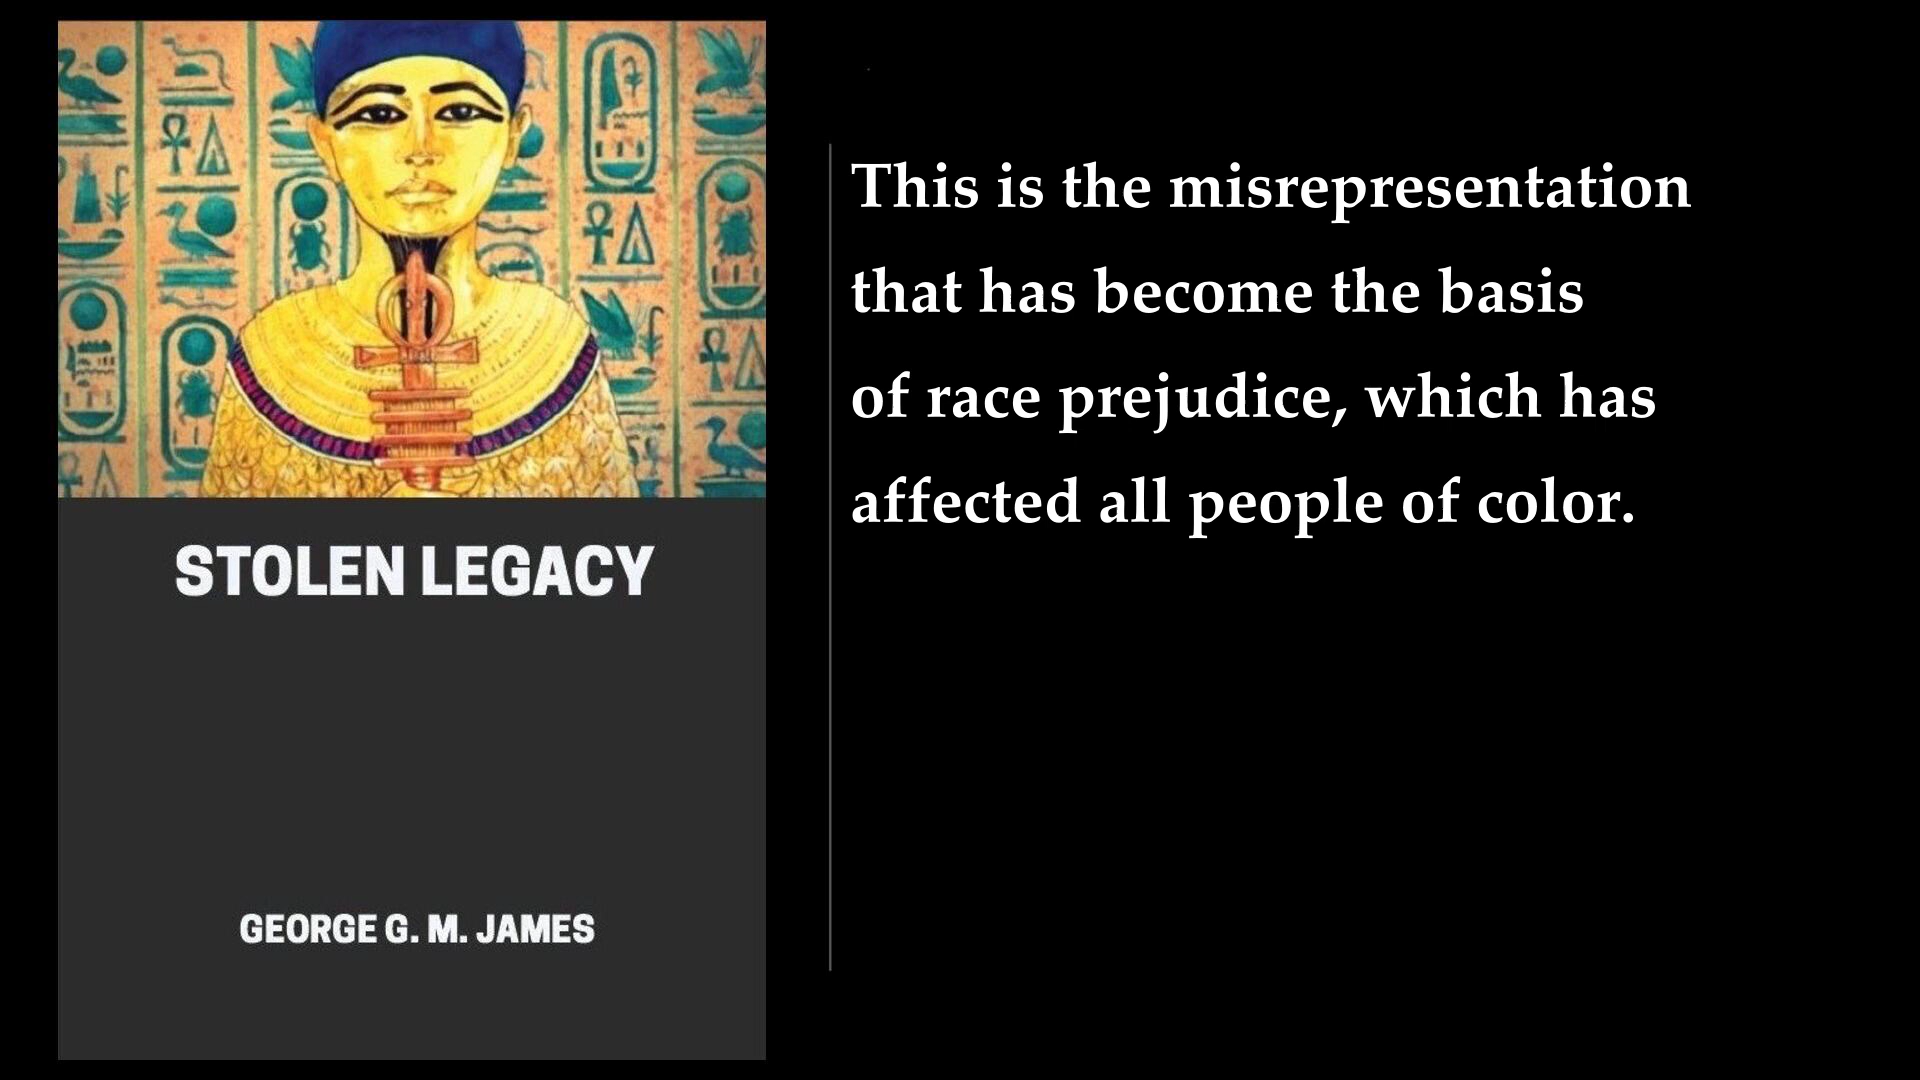 STOLEN LEGACY
GEORGE G. M. JAMES
This is the misrepresentation
that has become the basis
of race prejudice, which has
affected all people of color.